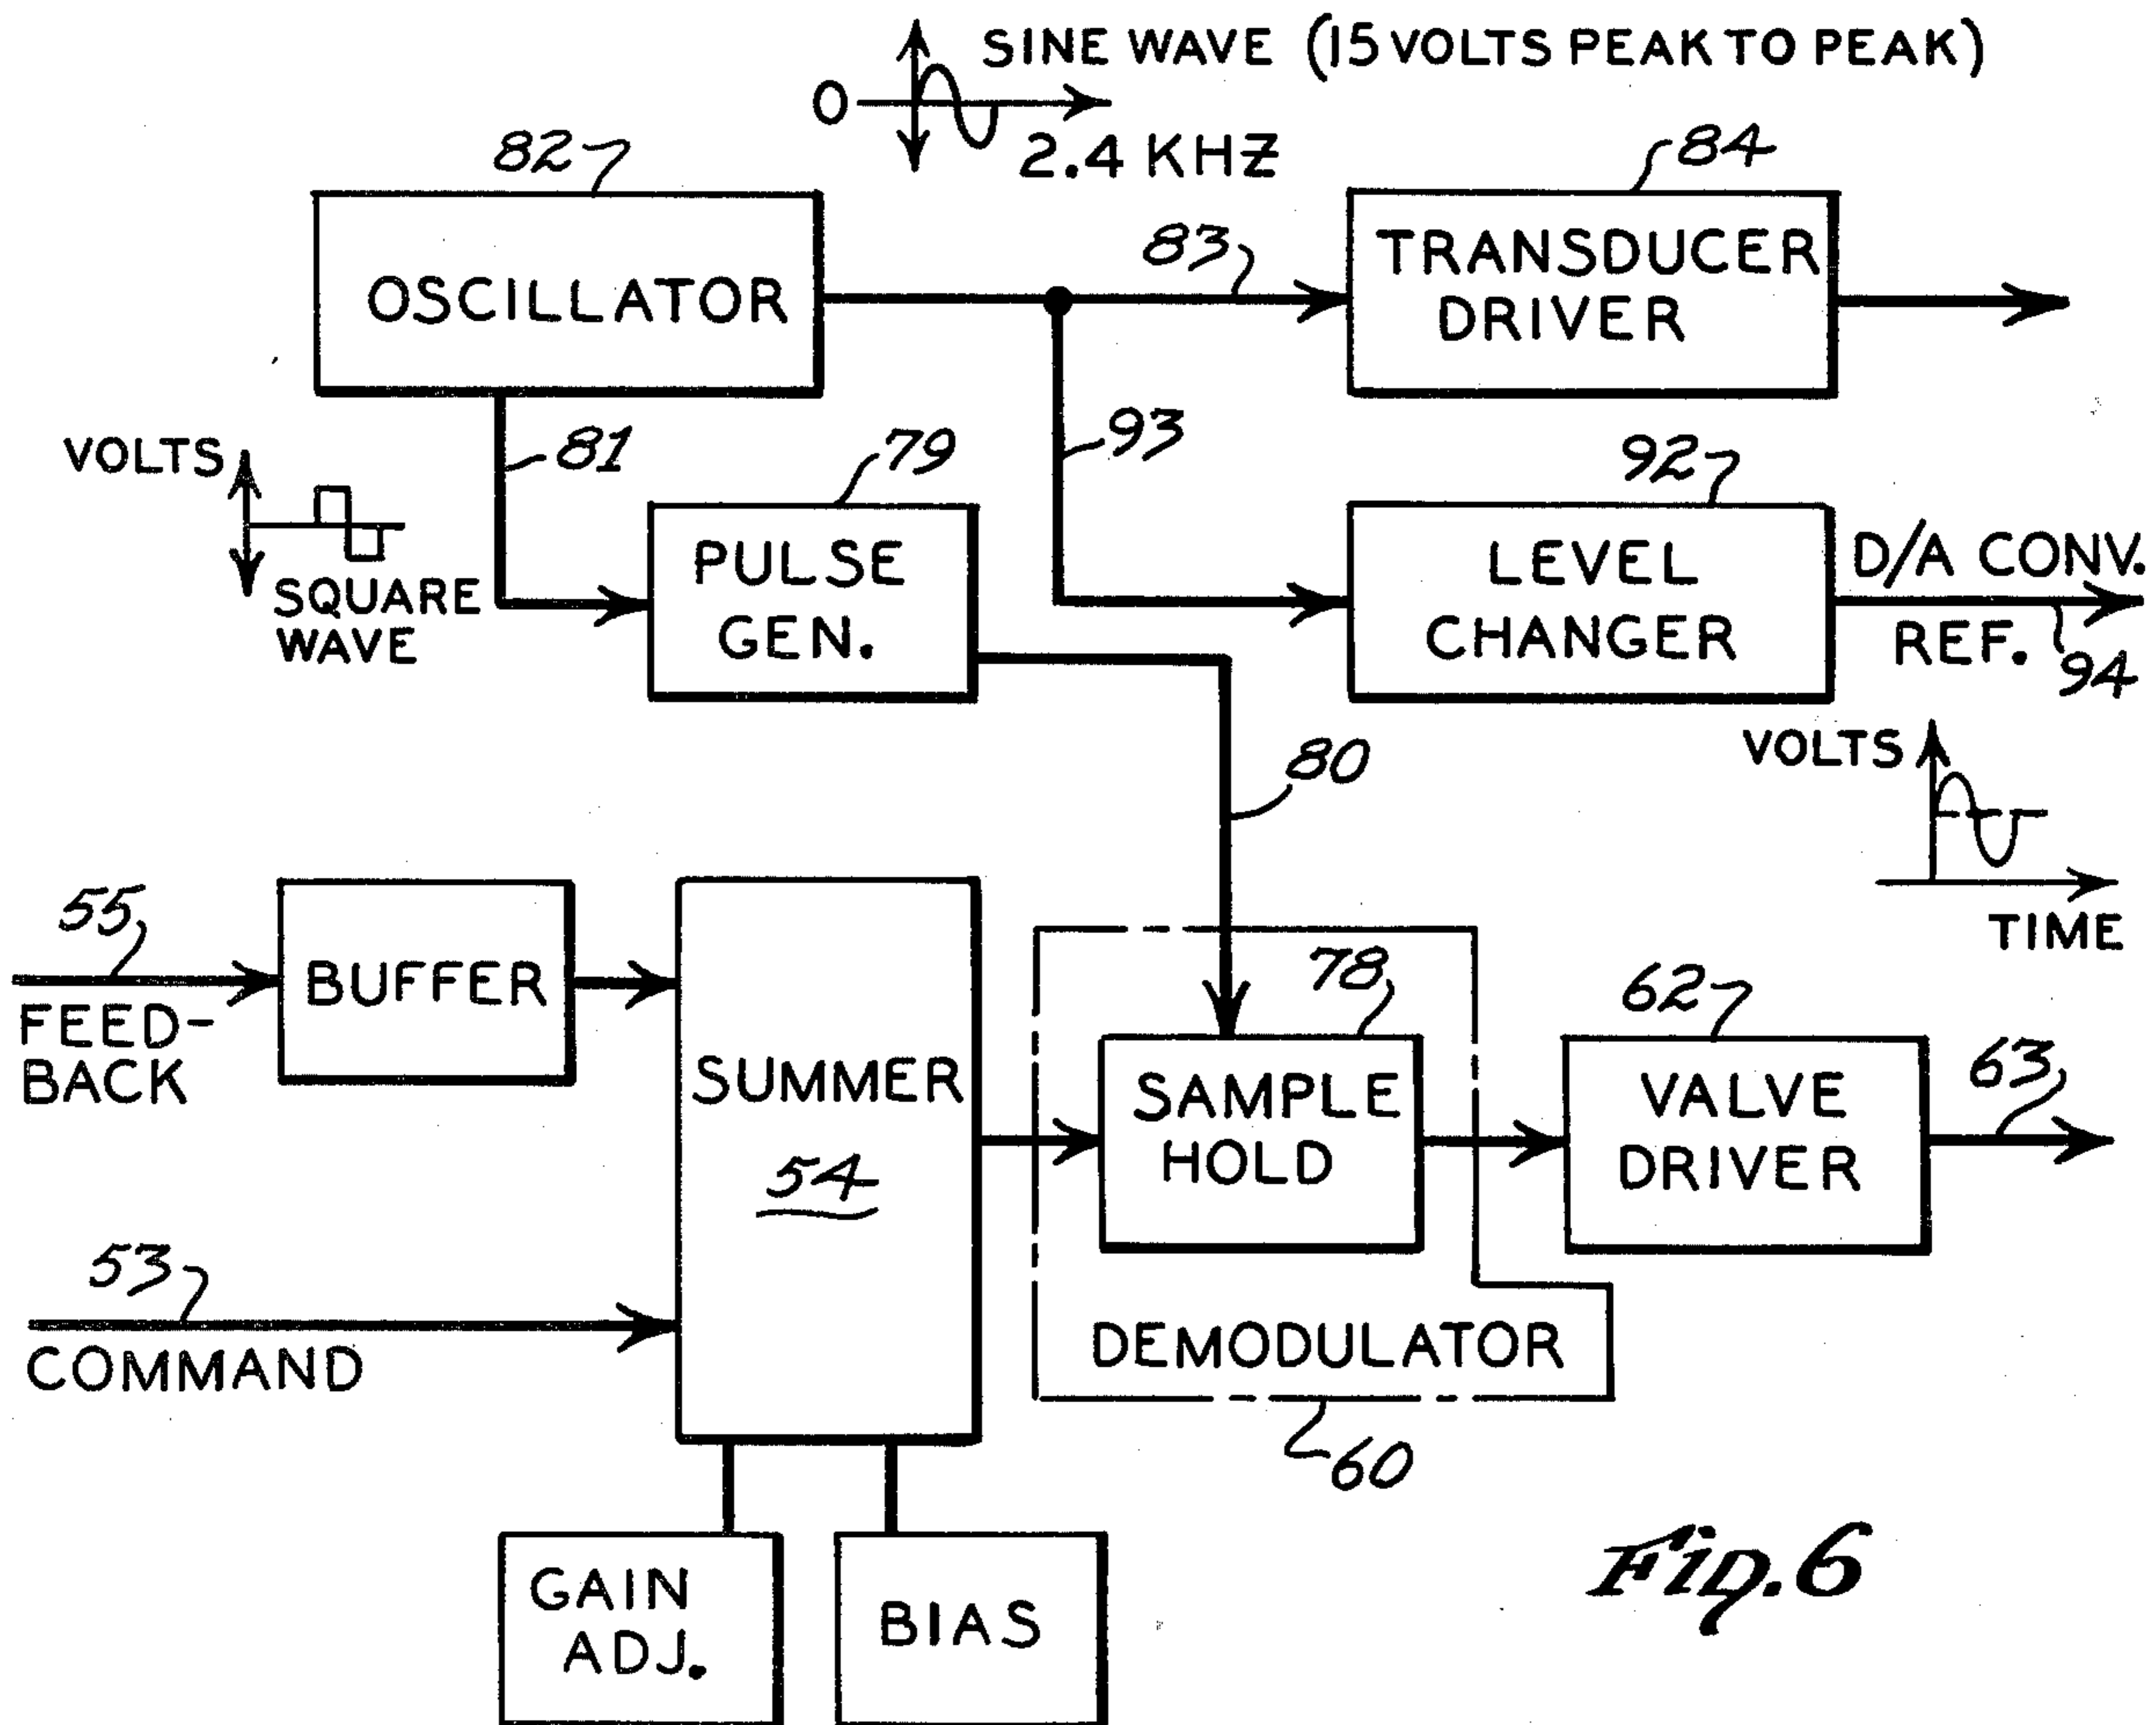 SINE WAVE (15 VOLTS PEAK TO PEAK)
0
2.4 KHZ
82
84
OSCILLATOR
83
TRANSDUCER
DRIVER
VOLTS
81
79
93
92
SQUARE
WAVE
PULSE
GEN.
LEVEL
CHANGER
D/A CONV.
REF.
94
80
VOLTS
TIME
55
FEED-
BACK
BUFFER
SUMMER
54
78
SAMPLE
HOLD
62
VALVE
DRIVER
63
53
COMMAND
DEMODULATOR
60
GAIN
ADJ.
BIAS
Fig. 6